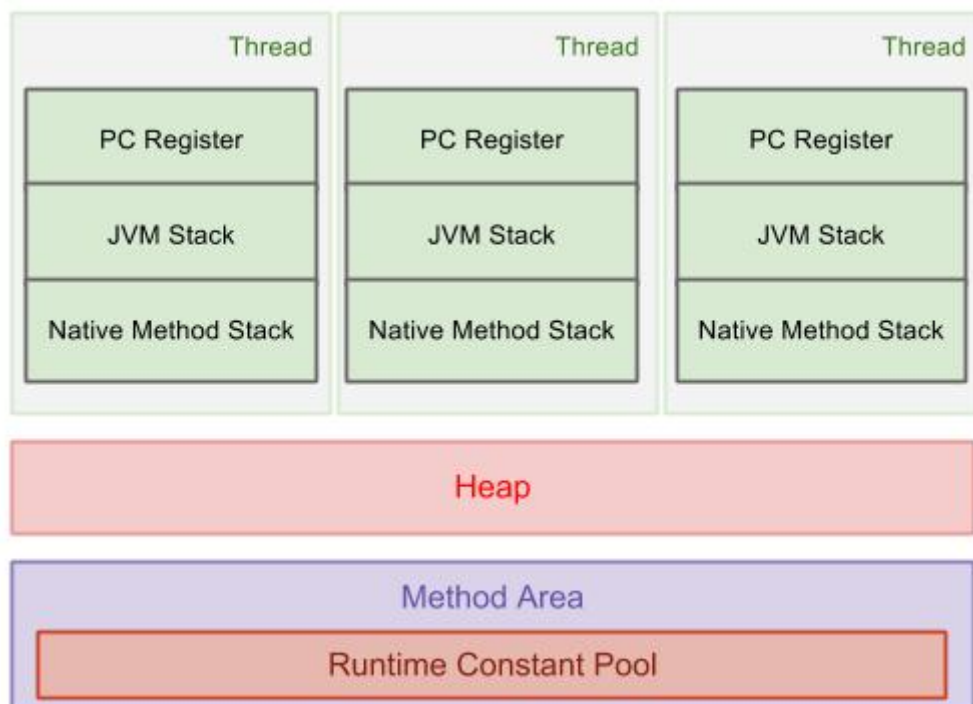 Thread
Thread
Thread
PC Register
PC Register
PC Register
JVM Stack
JVM Stack
JVM Stack
Native Method Stack
Native Method Stack
Native Method Stack
Heap
Method Area
Runtime Constant Pool